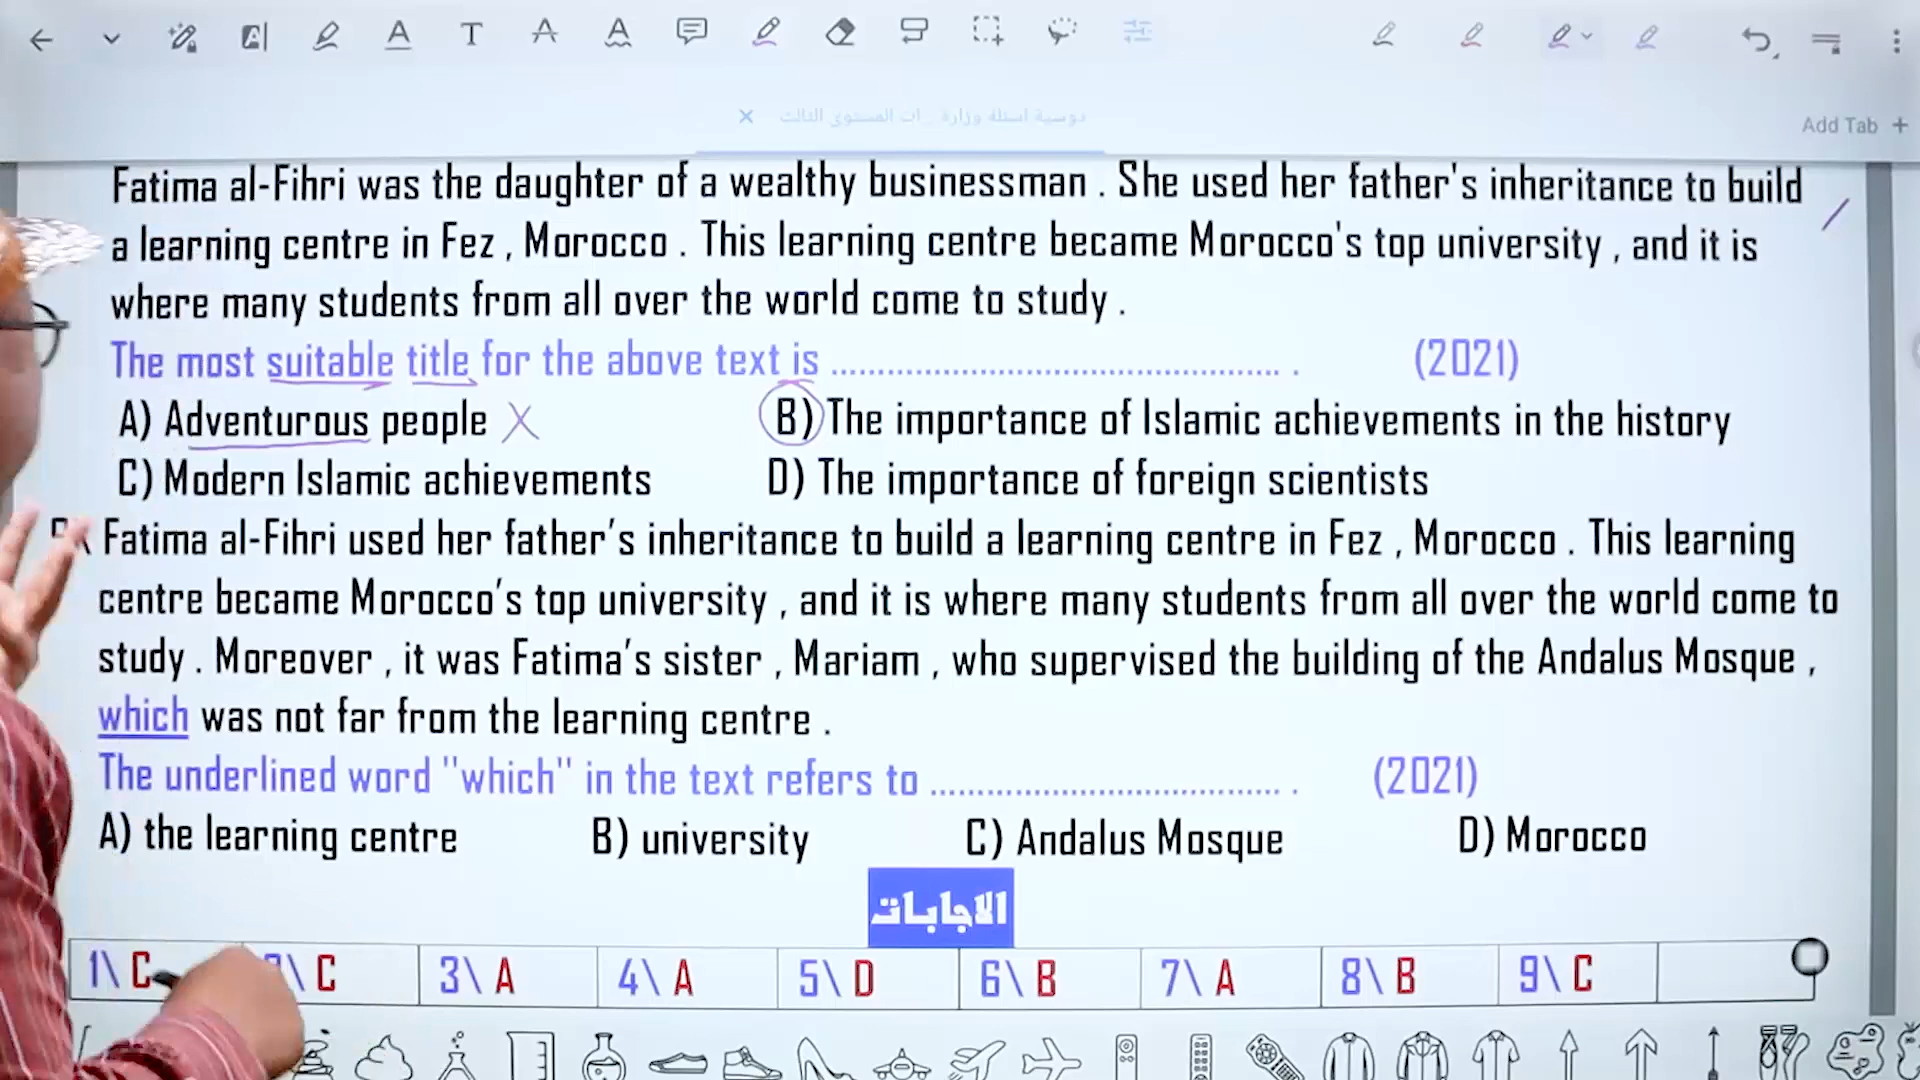 دوسية اسئلة وزارة ـ ات المستوى الثالث
Add Tab +
Fatima al-Fihri was the daughter of a wealthy businessman . She used her father's inheritance to build
a learning centre in Fez , Morocco . This learning centre became Morocco's top university , and it is
where many students from all over the world come to study .
The most suitable title for the above text is ................................................ . (2021)
A) Adventurous people X B) The importance of Islamic achievements in the history
C) Modern Islamic achievements D) The importance of foreign scientists
Fatima al-Fihri used her father’s inheritance to build a learning centre in Fez , Morocco . This learning
centre became Morocco’s top university , and it is where many students from all over the world come to
study . Moreover , it was Fatima’s sister , Mariam , who supervised the building of the Andalus Mosque ,
which was not far from the learning centre .
The underlined word "which" in the text refers to ...................................... . (2021)
A) the learning centre B) university C) Andalus Mosque D) Morocco
الاجابات
1\ C \ C 3\ A 4\ A 5\ D 6\ B 7\ A 8\ B 9\ C